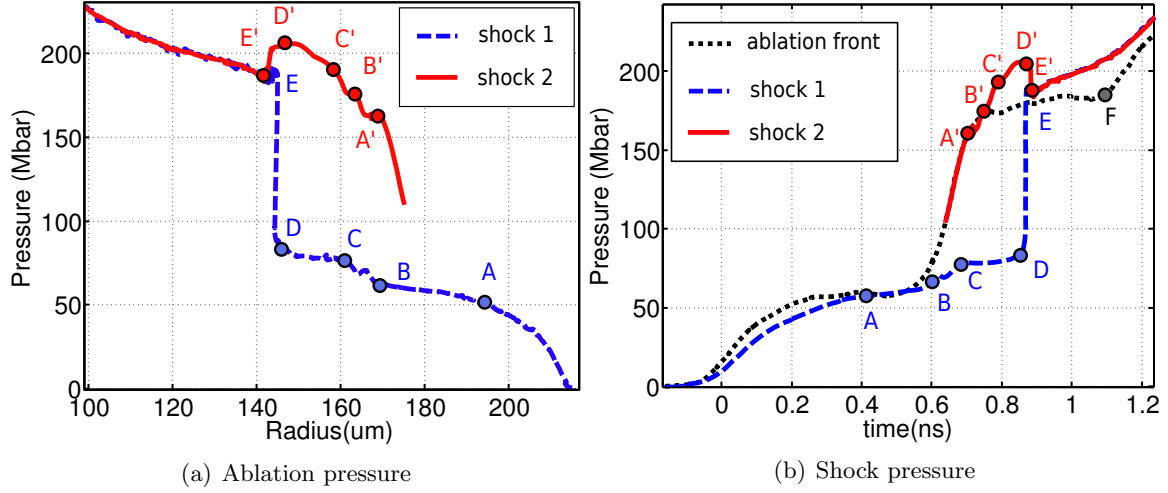 shock 1
shock 2
D'
C'
B'
A'
E'
E
D
C
B
A
0
50
100
150
200
Pressure (Mbar)
100
120
140
160
180
200
Radius(um)
(a) Ablation pressure
ablation front
shock 1
shock 2
D'
C'
E'
B'
A'
E
F
D
C
B
A
0
50
100
150
200
Pressure (Mbar)
0
0.2
0.4
0.6
0.8
1
1.2
time(ns)
(b) Shock pressure